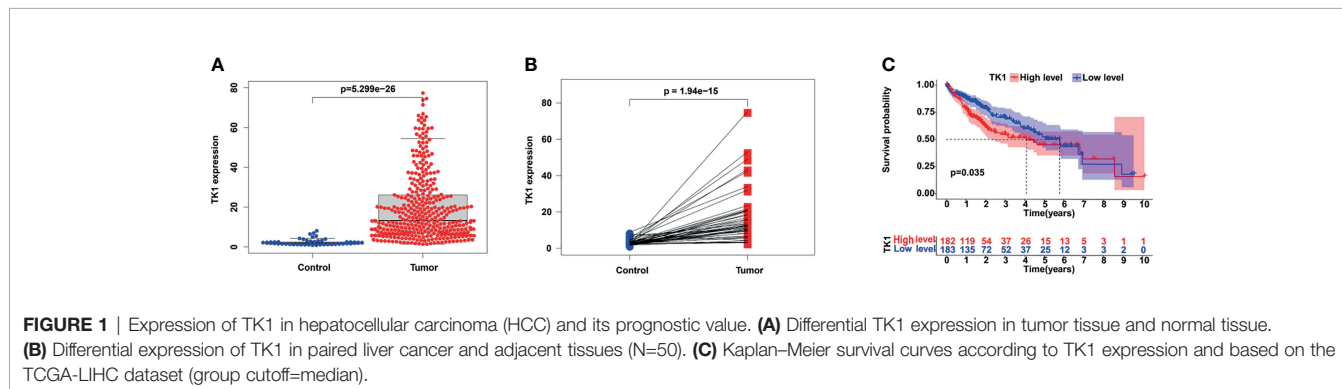 A
p=5.299e−26
TK1 expression
80
60
40
20
0
Control
Tumor
B
p = 1.94e−15
TK1 expression
80
60
40
20
0
Control
Tumor
C
TK1 High level Low level
Survival probability
1.00
0.75
0.50
0.25
0.00
p=0.035
0 1 2 3 4 5 6 7 8 9 10
Time(years)
TK1
High level 182 119 54 37 26 15 13 5 3 1 1
Low level 183 135 72 52 37 25 12 3 3 2 0
0 1 2 3 4 5 6 7 8 9 10
Time(years)
FIGURE 1 | Expression of TK1 in hepatocellular carcinoma (HCC) and its prognostic value. (A) Differential TK1 expression in tumor tissue and normal tissue.
(B) Differential expression of TK1 in paired liver cancer and adjacent tissues (N=50). (C) Kaplan–Meier survival curves according to TK1 expression and based on the
TCGA-LIHC dataset (group cutoff=median).